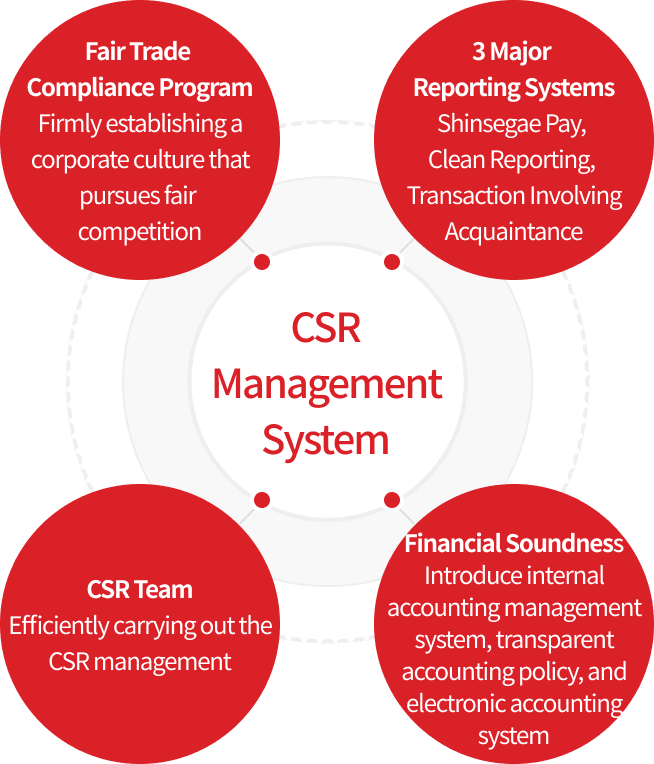 Fair Trade
Compliance Program
Firmly establishing a
corporate culture that
pursues fair
competition
3 Major
Reporting Systems
Shinsegae Pay,
Clean Reporting,
Transaction Involving
Acquaintance
CSR
Management
System
CSR Team
Efficiently carrying out the
CSR management
Financial Soundness
Introduce internal
accounting management
system, transparent
accounting policy, and
electronic accounting
system